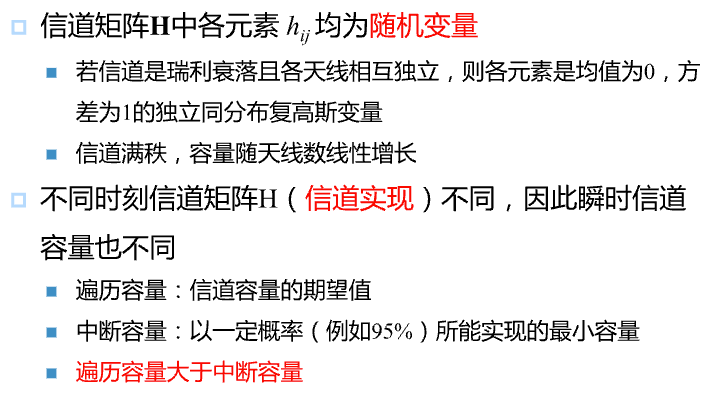 信道矩阵H中各元素 hij 均为随机变量
若信道是瑞利衰落且各天线相互独立，则各元素是均值为0，方
差为1的独立同分布复高斯变量
信道满秩，容量随天线数线性增长
不同时刻信道矩阵H（信道实现）不同，因此瞬时信道
容量也不同
遍历容量：信道容量的期望值
中断容量：以一定概率（例如95%）所能实现的最小容量
遍历容量大于中断容量